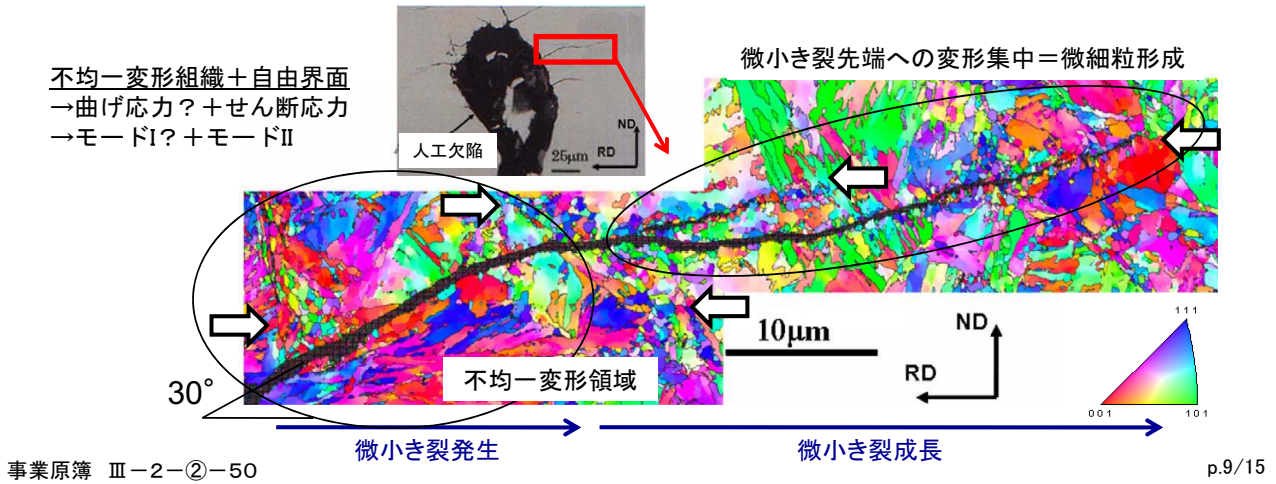 不均一変形組織＋自由界面
→曲げ応力？＋せん断応力
→モードI？＋モードII
人工欠陥
25μm
ND
RD
微小き裂先端への変形集中＝微細粒形成
30°
不均一変形領域
10μm
ND
RD
111
001
101
微小き裂発生
微小き裂成長
事業原簿 Ⅲ－2－②－50
p.9/15